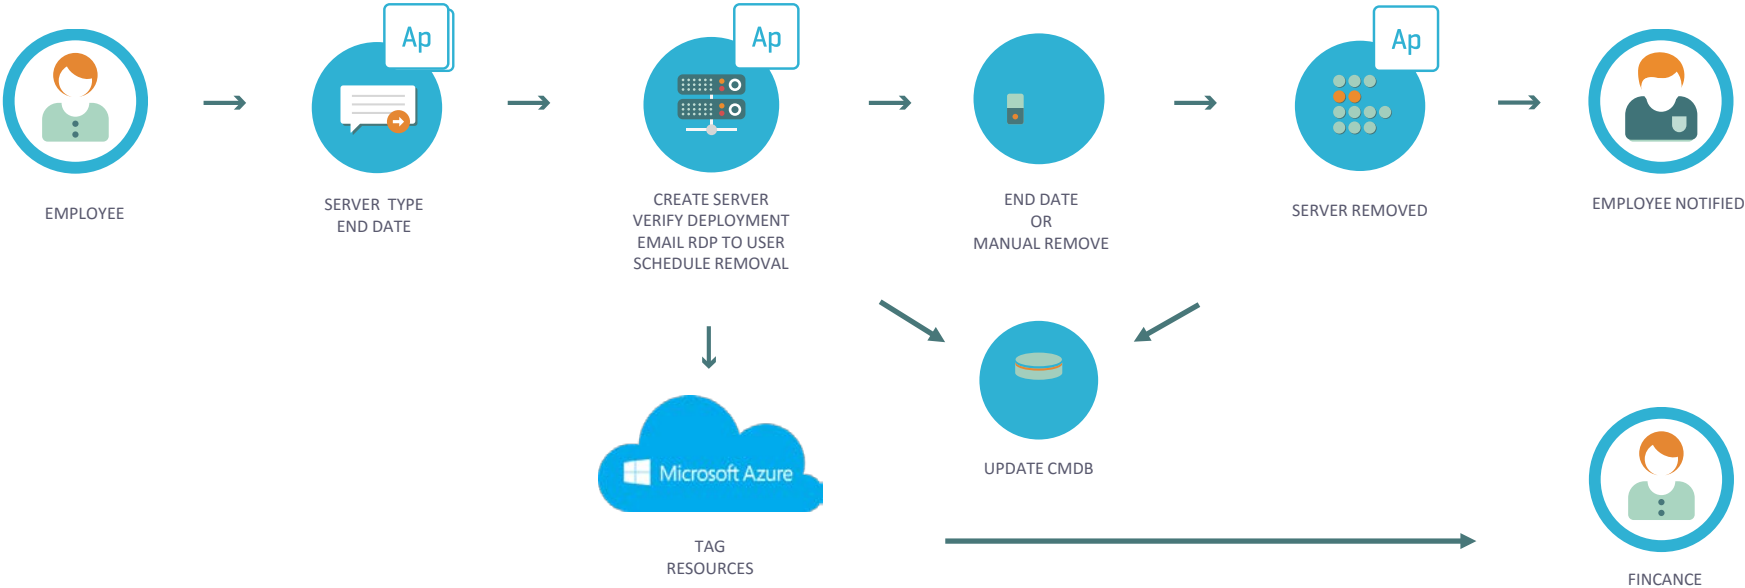 Ap
Ap
Ap
EMPLOYEE
SERVER TYPE
END DATE
CREATE SERVER
VERIFY DEPLOYMENT
EMAIL RDP TO USER
SCHEDULE REMOVAL
END DATE
OR
MANUAL REMOVE
SERVER REMOVED
EMPLOYEE NOTIFIED
Microsoft Azure
TAG
RESOURCES
UPDATE CMDB
FINCANCE